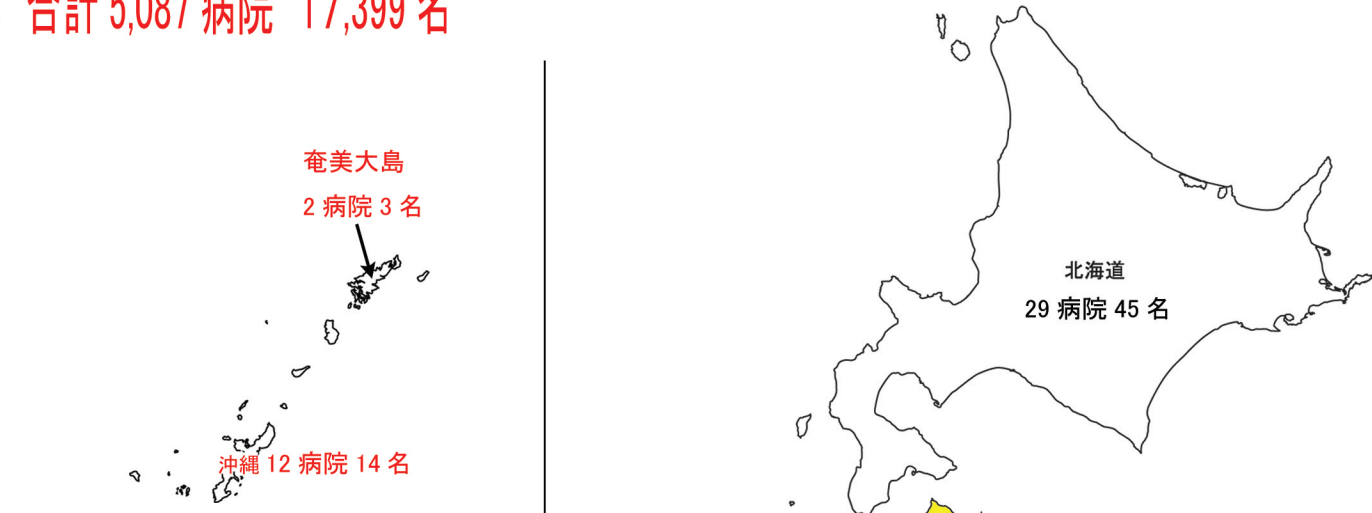 合計 5,087 病院 17,399 名
奄美大島
2 病院 3 名
北海道
29 病院 45 名
沖縄 12 病院 14 名